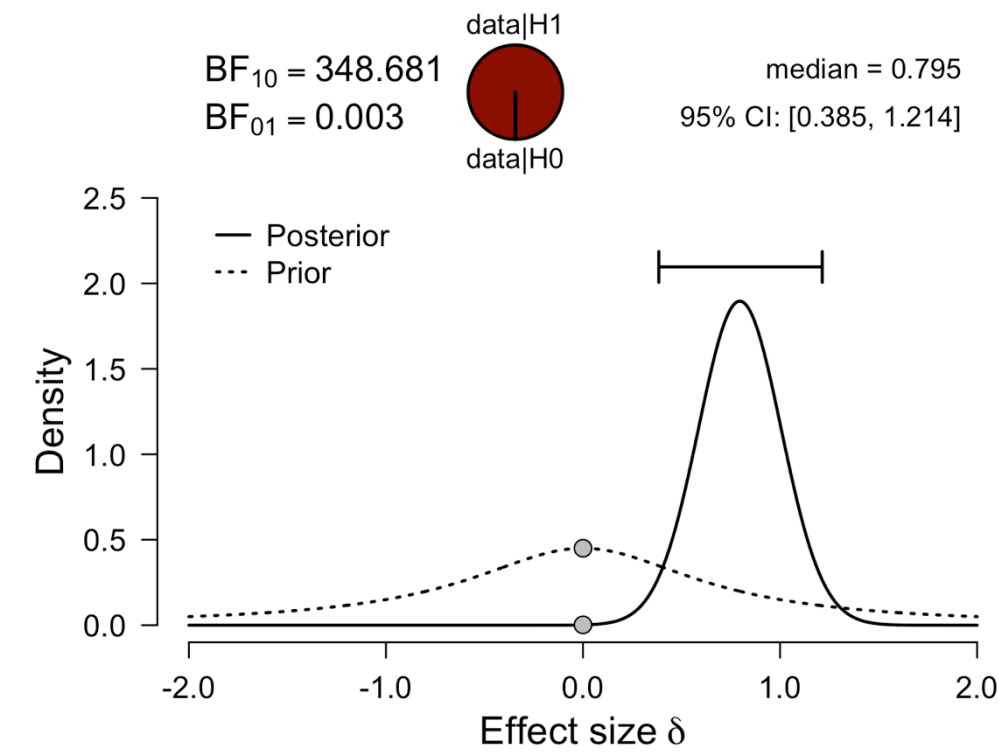 data|H1
BF₁₀ = 348.681
BF₀₁ = 0.003
median = 0.795
95% CI: [0.385, 1.214]
data|H0
Posterior
Prior
Density
2.5
2.0
1.5
1.0
0.5
0.0
-2.0 -1.0 0.0 1.0 2.0
Effect size δ